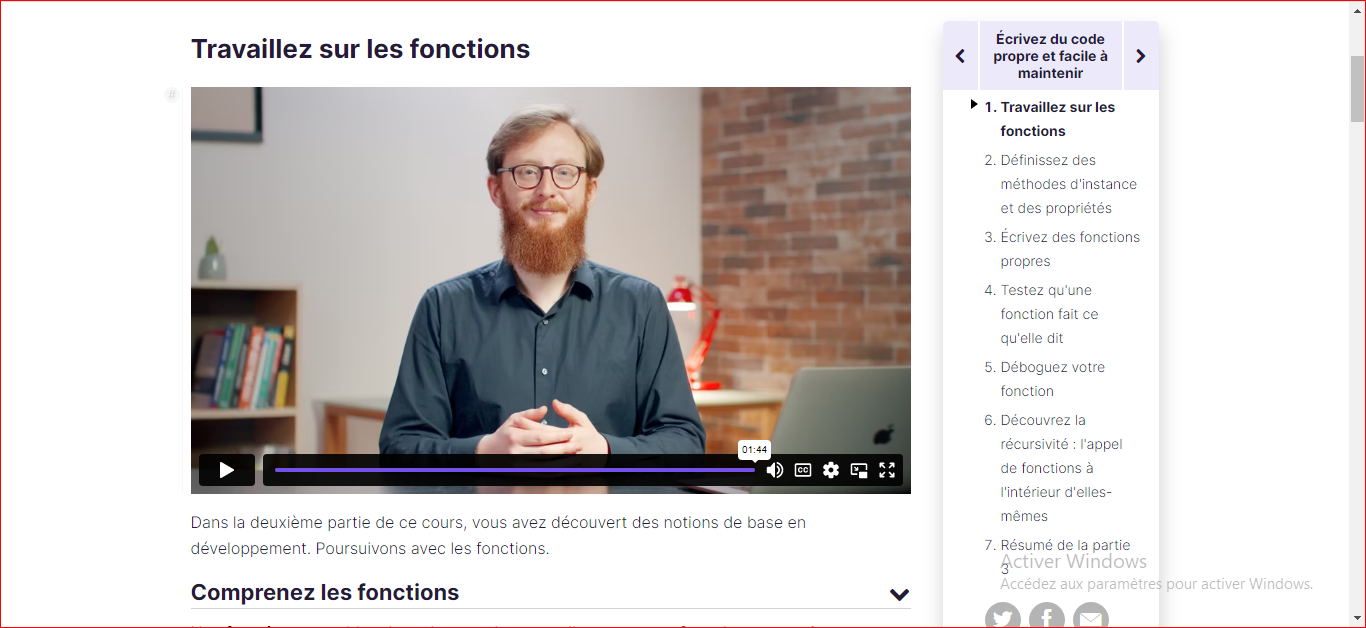 Travaillez sur les fonctions
#
01:44
CC
Dans la deuxième partie de ce cours, vous avez découvert des notions de base en
développement. Poursuivons avec les fonctions.
Comprenez les fonctions
Écrivez du code
propre et facile à
maintenir
1. Travaillez sur les
fonctions
2. Définissez des
méthodes d'instance
et des propriétés
3. Écrivez des fonctions
propres
4. Testez qu'une
fonction fait ce
qu'elle dit
5. Déboguez votre
fonction
6. Découvrez la
récursivité : l'appel
de fonctions à
l'intérieur d'elles-
mêmes
7. Résumé de la partie
3
Activer Windows
Accédez aux paramètres pour activer Windows.